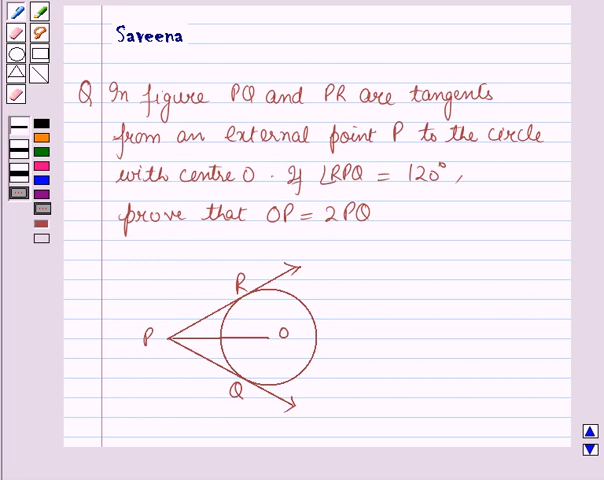 Saveena
Q In figure PQ and PR are tangents
from an external point P to the circle
with centre O. If ∠RPQ = 120°,
prove that OP = 2PQ
R
P
O
Q